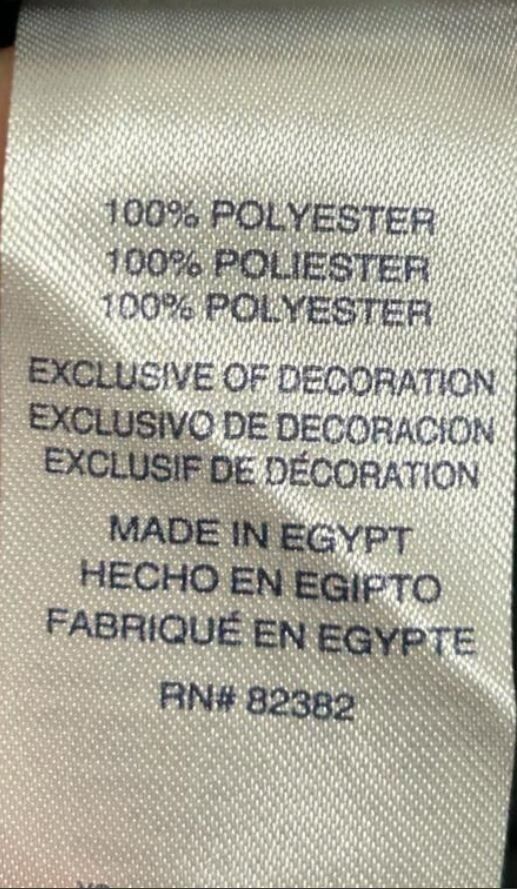 100% POLYESTER
100% POLIESTER
100% POLYESTER
EXCLUSIVE OF DECORATION
EXCLUSIVO DE DECORACION
EXCLUSIF DE DÉCORATION
MADE IN EGYPT
HECHO EN EGIPTO
FABRIQUÉ EN EGYPTE
RN# 82382